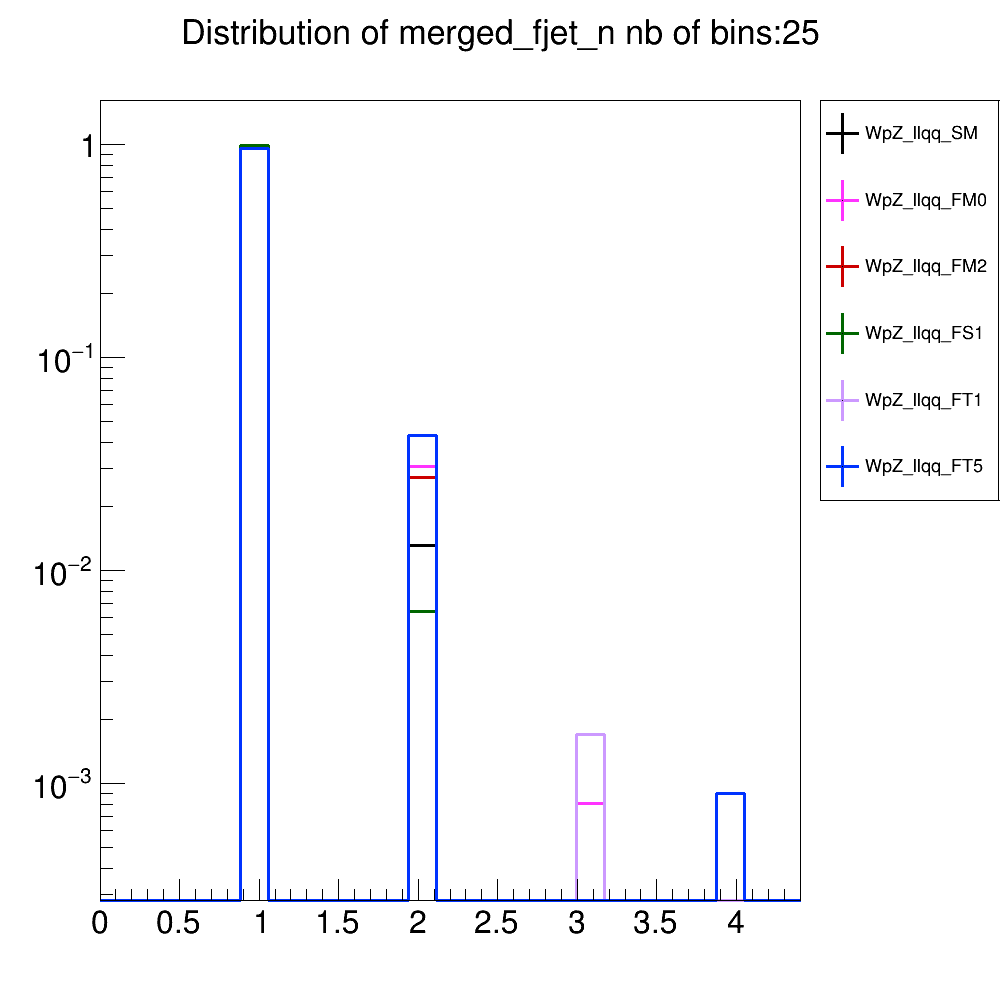 Distribution of merged_fjet_n nb of bins:25
1
10⁻¹
10⁻²
10⁻³
0 0.5 1 1.5 2 2.5 3 3.5 4
WpZ_llqq_SM
WpZ_llqq_FM0
WpZ_llqq_FM2
WpZ_llqq_FS1
WpZ_llqq_FT1
WpZ_llqq_FT5